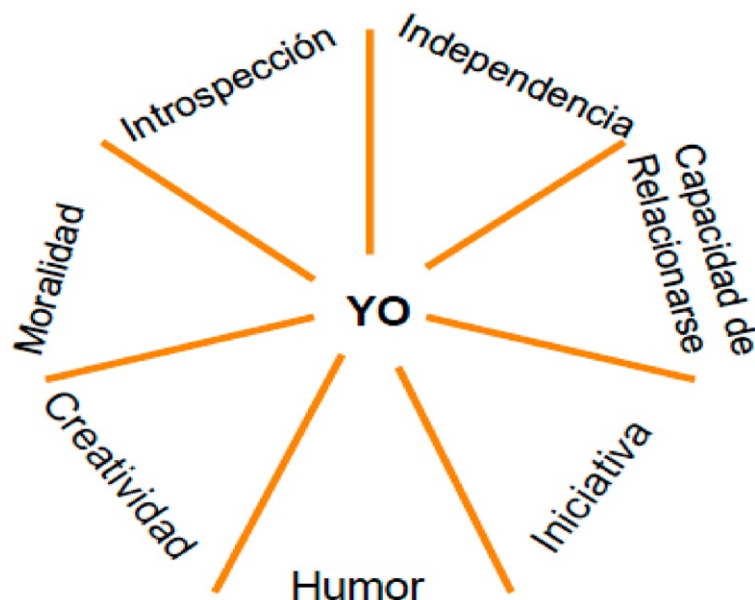 Introspección
Independencia
Capacidad de
Relacionarse
Moralidad
YO
Creatividad
Iniciativa
Humor